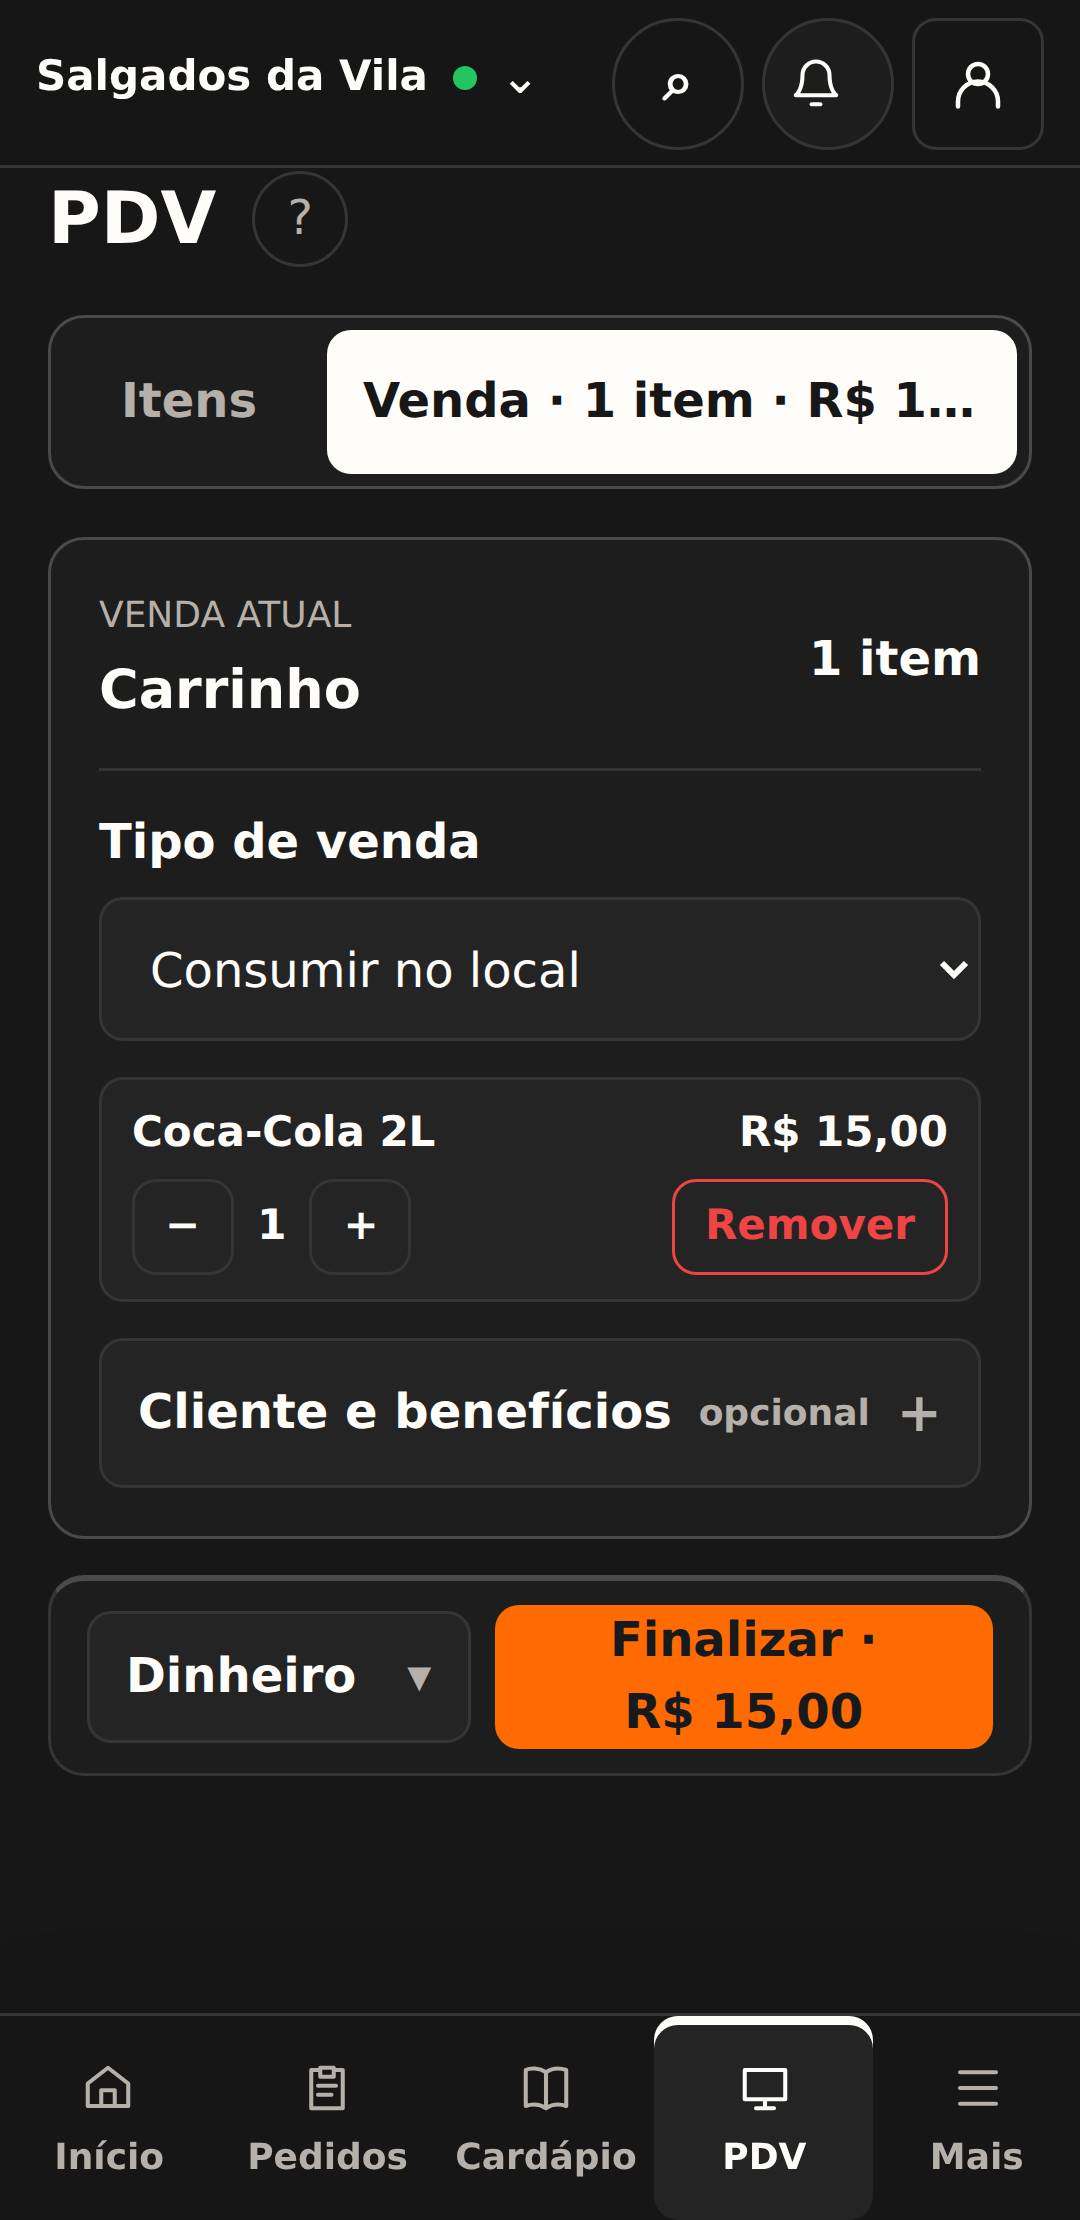 Salgados da Vila
PDV ?
Itens
Venda · 1 item · R$ 1…
VENDA ATUAL
Carrinho
1 item
Tipo de venda
Consumir no local
Coca-Cola 2L
R$ 15,00
− 1 +
Remover
Cliente e benefícios opcional +
Dinheiro
Finalizar ·
R$ 15,00
Início
Pedidos
Cardápio
PDV
Mais